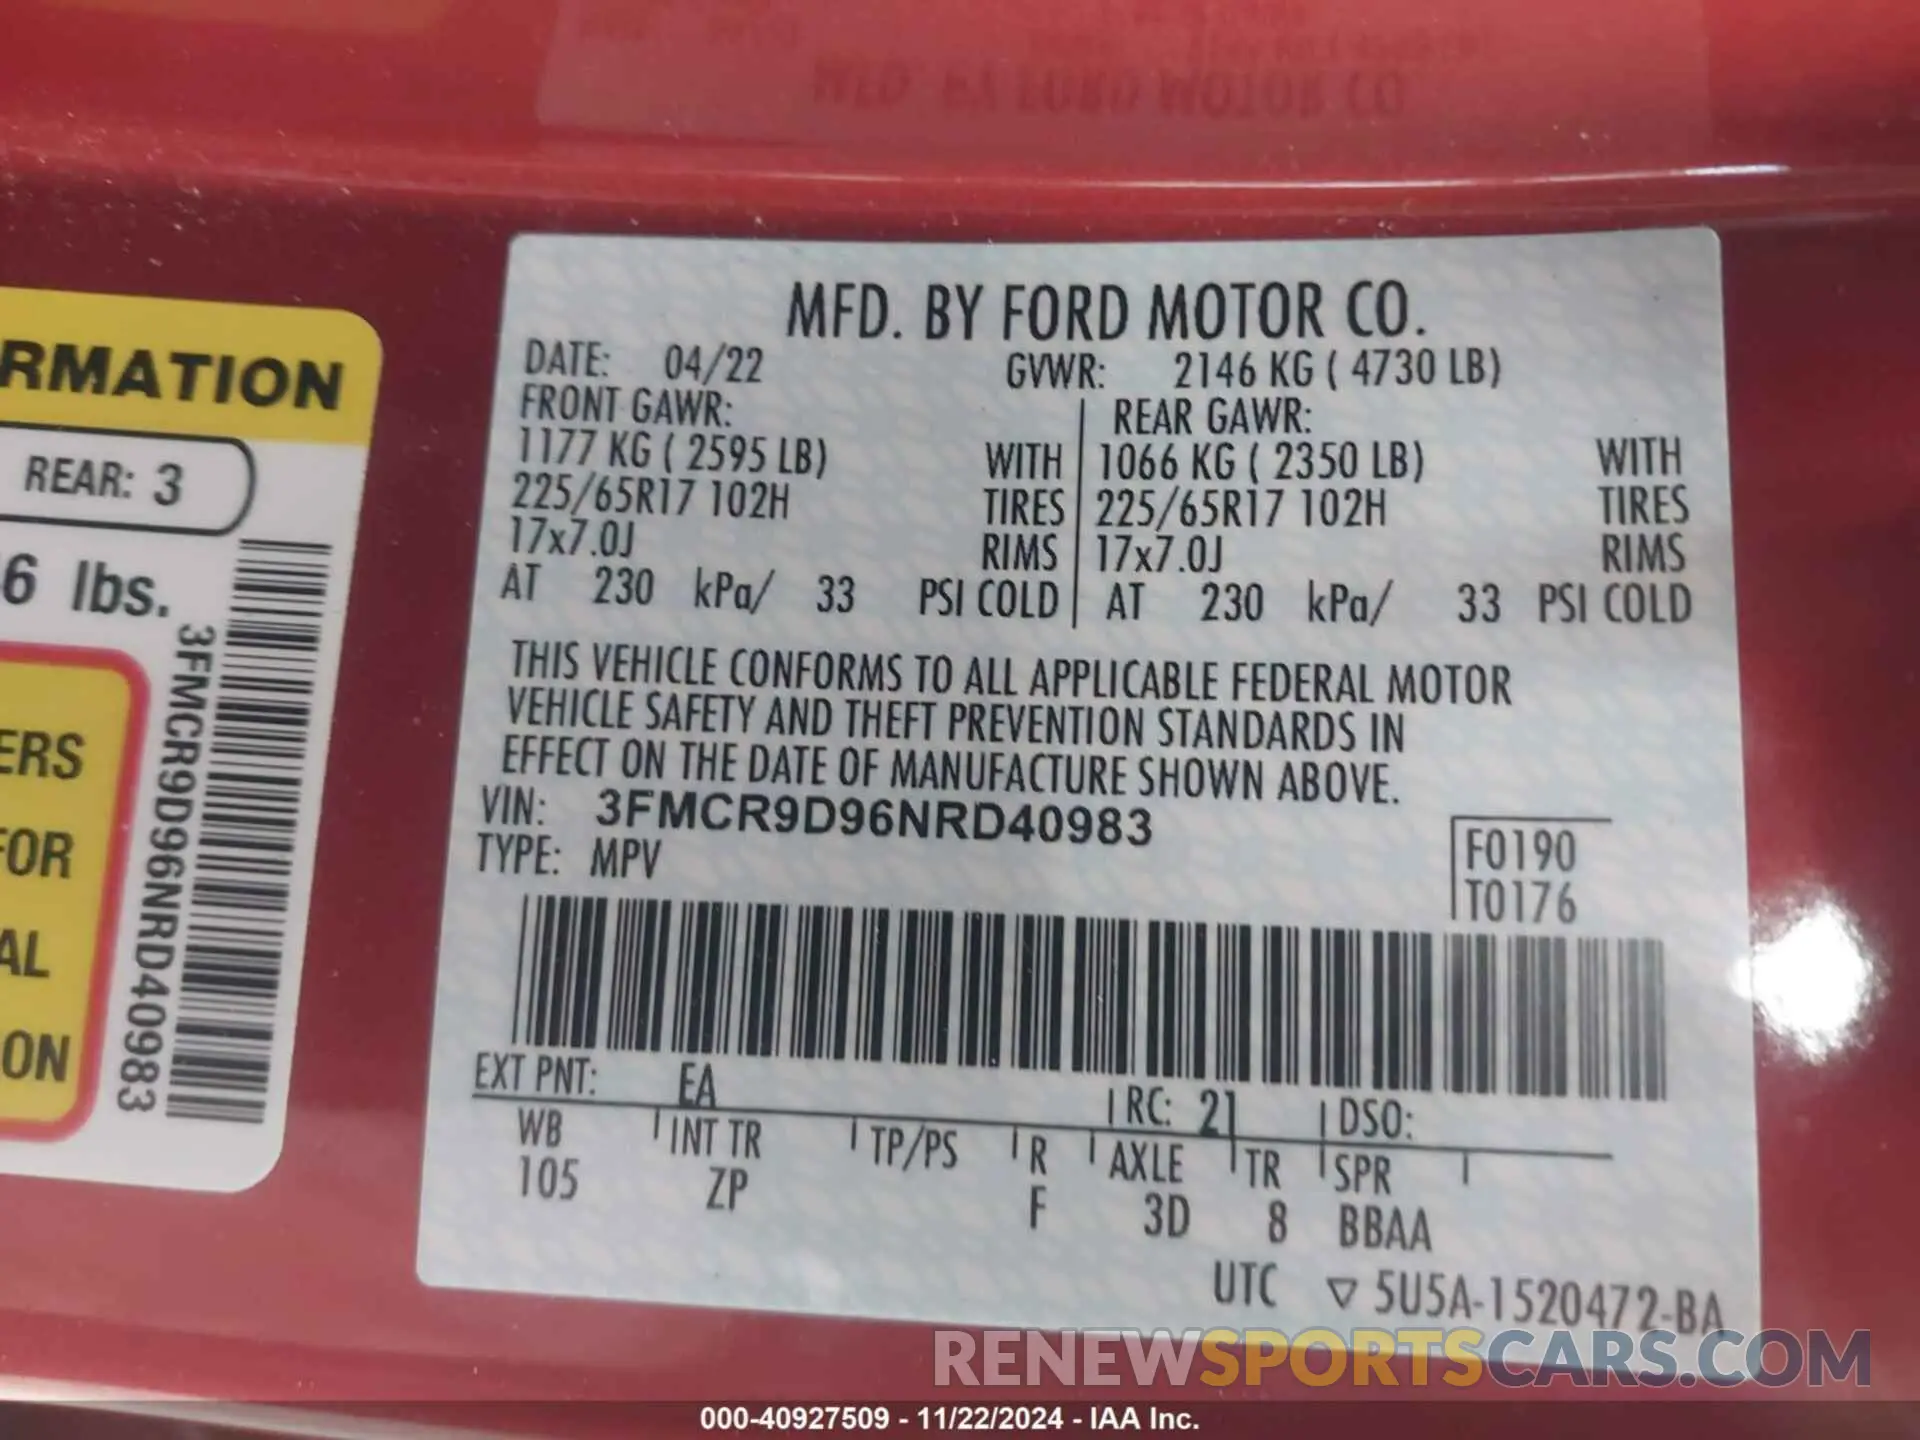 MFD. BY FORD MOTOR CO
RMATION
REAR: 3
6 lbs.
ERS
FOR
AL
ON
3FMCR9D96NRD40983
MFD. BY FORD MOTOR CO.
DATE: 04/22 GVWR: 2146 KG ( 4730 LB)
FRONT GAWR: REAR GAWR:
1177 KG ( 2595 LB) WITH 1066 KG ( 2350 LB) WITH
225/65R17 102H TIRES 225/65R17 102H TIRES
17x7.0J RIMS 17x7.0J RIMS
AT 230 kPa/ 33 PSI COLD AT 230 kPa/ 33 PSI COLD
THIS VEHICLE CONFORMS TO ALL APPLICABLE FEDERAL MOTOR
VEHICLE SAFETY AND THEFT PREVENTION STANDARDS IN
EFFECT ON THE DATE OF MANUFACTURE SHOWN ABOVE.
VIN: 3FMCR9D96NRD40983
TYPE: MPV
F0190
T0176
EXT PNT: EA RC: 21 DSO:
WB INT TR TP/PS R AXLE TR SPR
105 ZP F 3D 8 BBAA
UTC ▽ 5U5A-1520472-BA
RENEWSPORTSCARS.COM
000-40927509 - 11/22/2024 - IAA Inc.